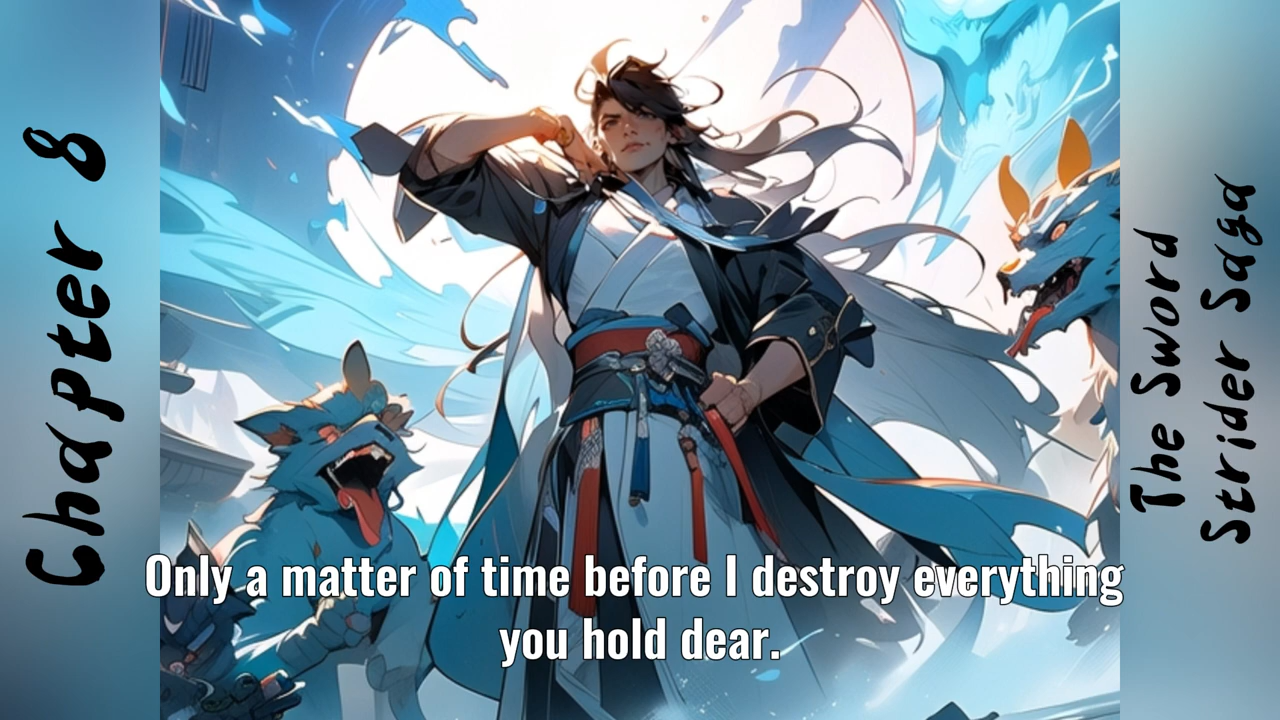 Chapter 8
Only a matter of time before I destroy everything
you hold dear.
The Sword
Strider Saga